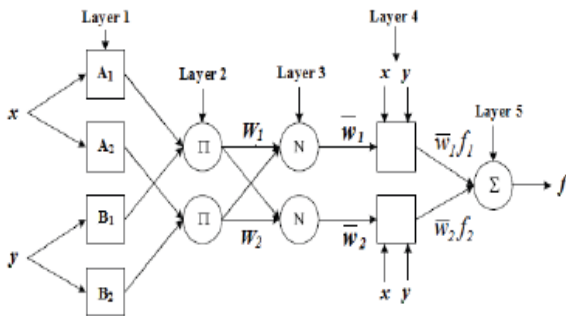 Layer 1
Layer 4
Layer 2
Layer 3
x y
Layer 5
A₁
x
A₂
B₁
y
B₂
Π
W₁
N
w̅₁
w̅₁f₁
Σ
f
Π
W₂
N
w̅₂
w̅₂f₂
x y